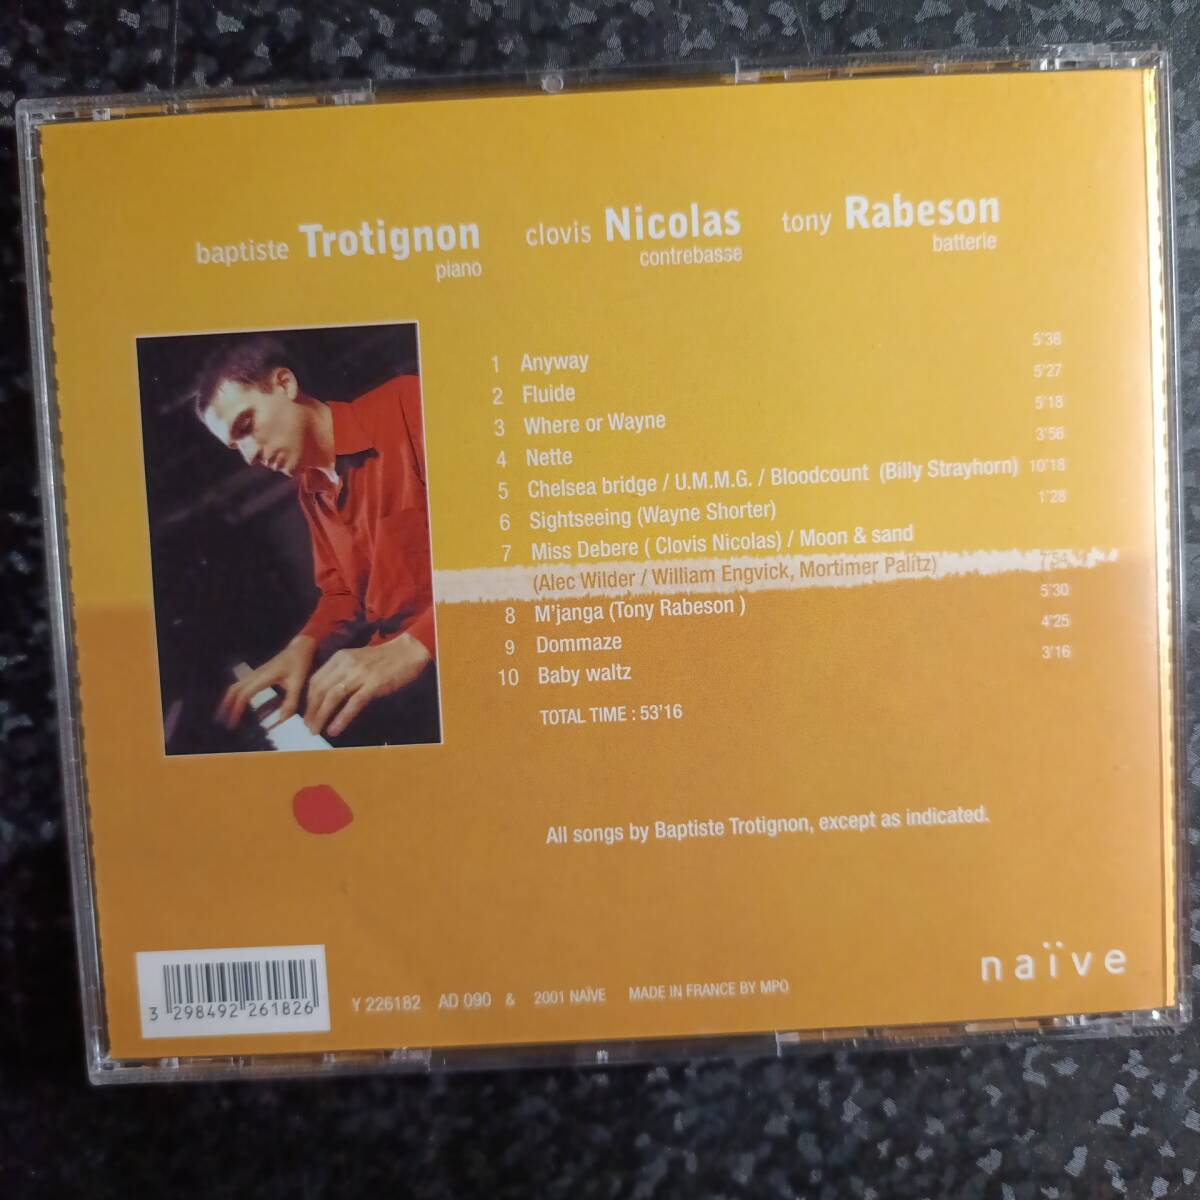 baptiste Trotignon
piano
clovis Nicolas
contrebasse
tony Rabeson
batterie
1 Anyway 5'38
2 Fluide 5'27
3 Where or Wayne 5'18
4 Nette 3'56
5 Chelsea bridge / U.M.M.G. / Bloodcount (Billy Strayhorn) 10'18
6 Sightseeing (Wayne Shorter) 1'28
7 Miss Debere ( Clovis Nicolas) / Moon & sand
(Alec Wilder / William Engvick, Mortimer Palitz) 7'54
8 M'janga (Tony Rabeson ) 5'30
9 Dommaze 4'25
10 Baby waltz 3'16
TOTAL TIME : 53'16
All songs by Baptiste Trotignon, except as indicated.
naïve
3 298492 261826
Y 226182 AD 090 & 2001 NAÏVE MADE IN FRANCE BY MPO